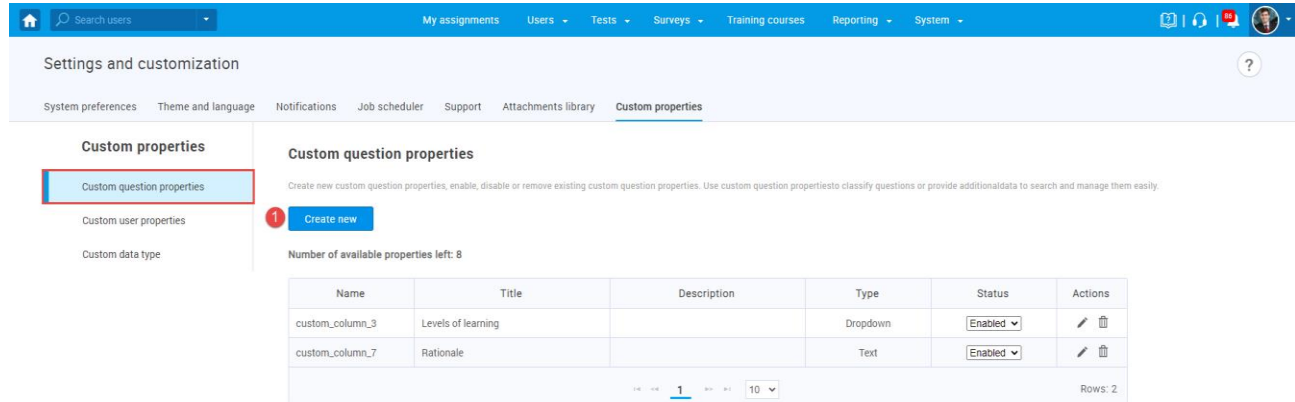 Search users My assignments Users Tests Surveys Training courses Reporting System 85
Settings and customization ?
System preferences Theme and language Notifications Job scheduler Support Attachments library Custom properties
Custom properties
Custom question properties
Custom user properties
Custom data type
Custom question properties
Create new custom question properties, enable, disable or remove existing custom question properties. Use custom question propertiesto classify questions or provide additionaldata to search and manage them easily.
1 Create new
Number of available properties left: 8
Name Title Description Type Status Actions
custom_column_3 Levels of learning Dropdown Enabled
custom_column_7 Rationale Text Enabled
1 10 Rows: 2